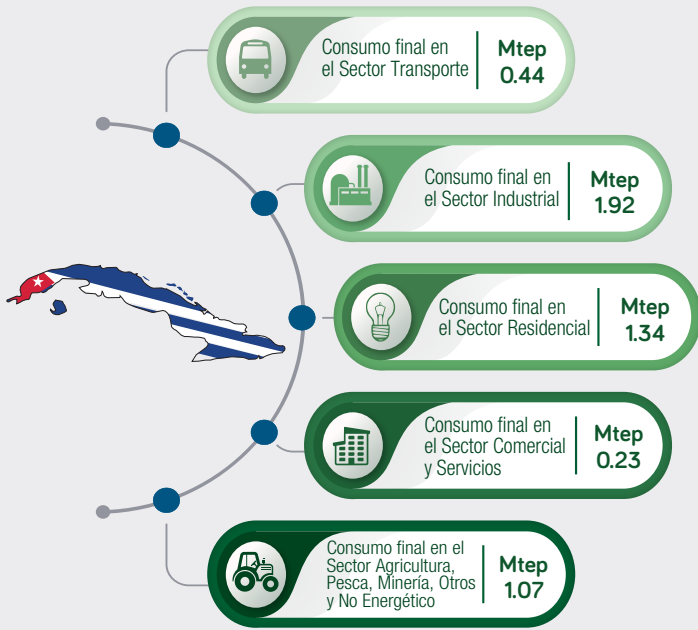 Consumo final en
el Sector Transporte
Mtep
0.44
Consumo final en
el Sector Industrial
Mtep
1.92
Consumo final en
el Sector Residencial
Mtep
1.34
Consumo final en
el Sector Comercial
y Servicios
Mtep
0.23
Consumo final en el
Sector Agricultura,
Pesca, Minería, Otros
y No Energético
Mtep
1.07